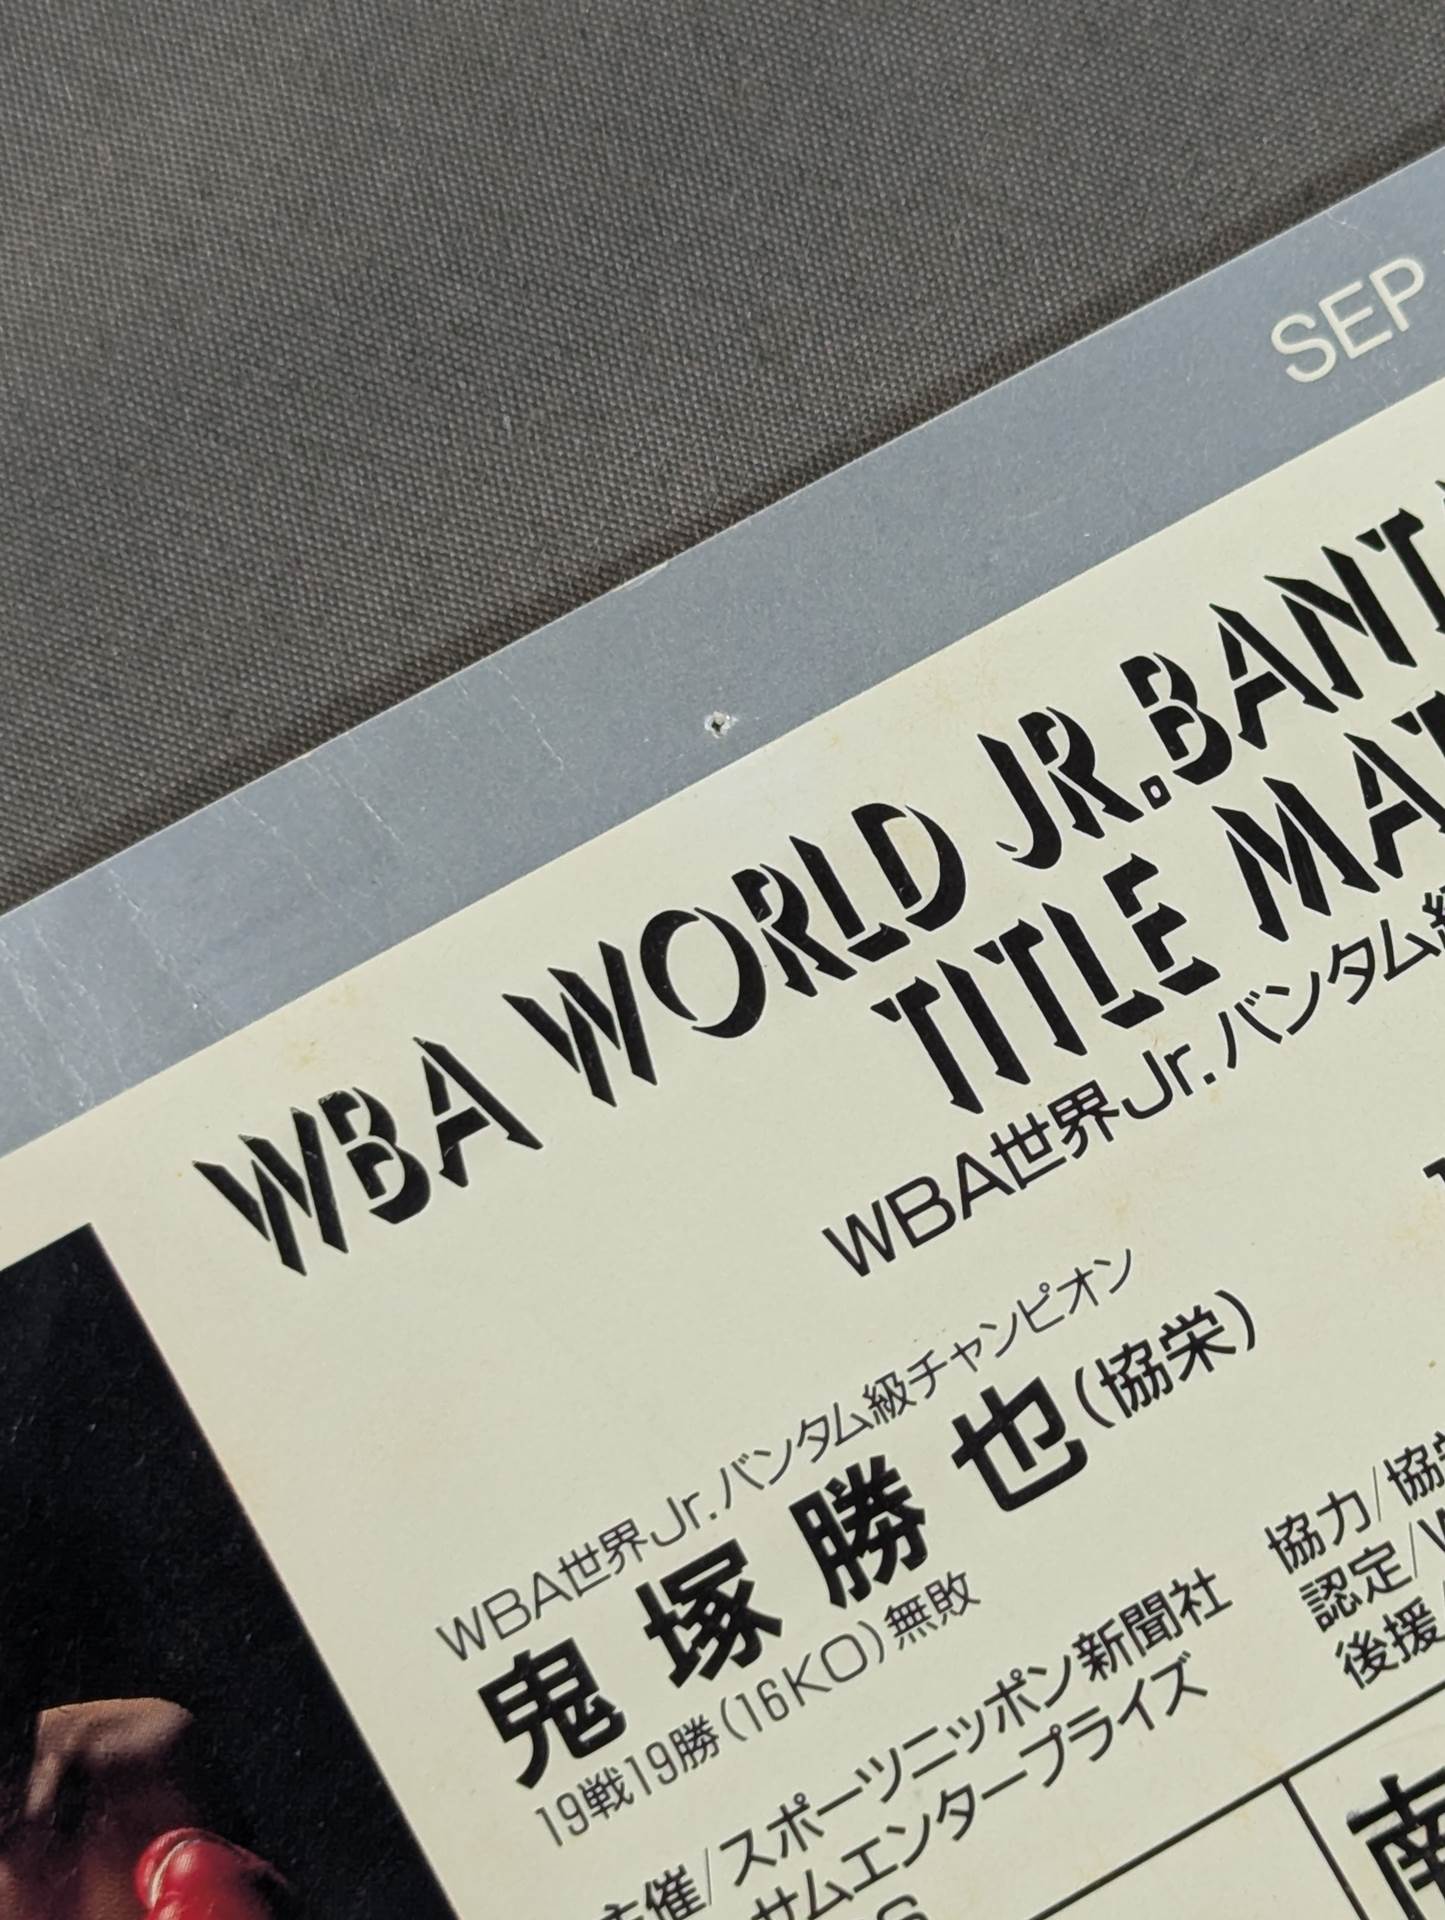 SEP
WBA WORLD JR.BANT
TITLE MAT
WBA世界Jr.バンタム級
WBA世界Jr.バンタム級チャンピオン
鬼塚勝也(協栄)
19戦19勝(16KO)無敗
主催/スポーツニッポン新聞社
サムエンタープライズ
協力/協栄
認定/W
後援
南